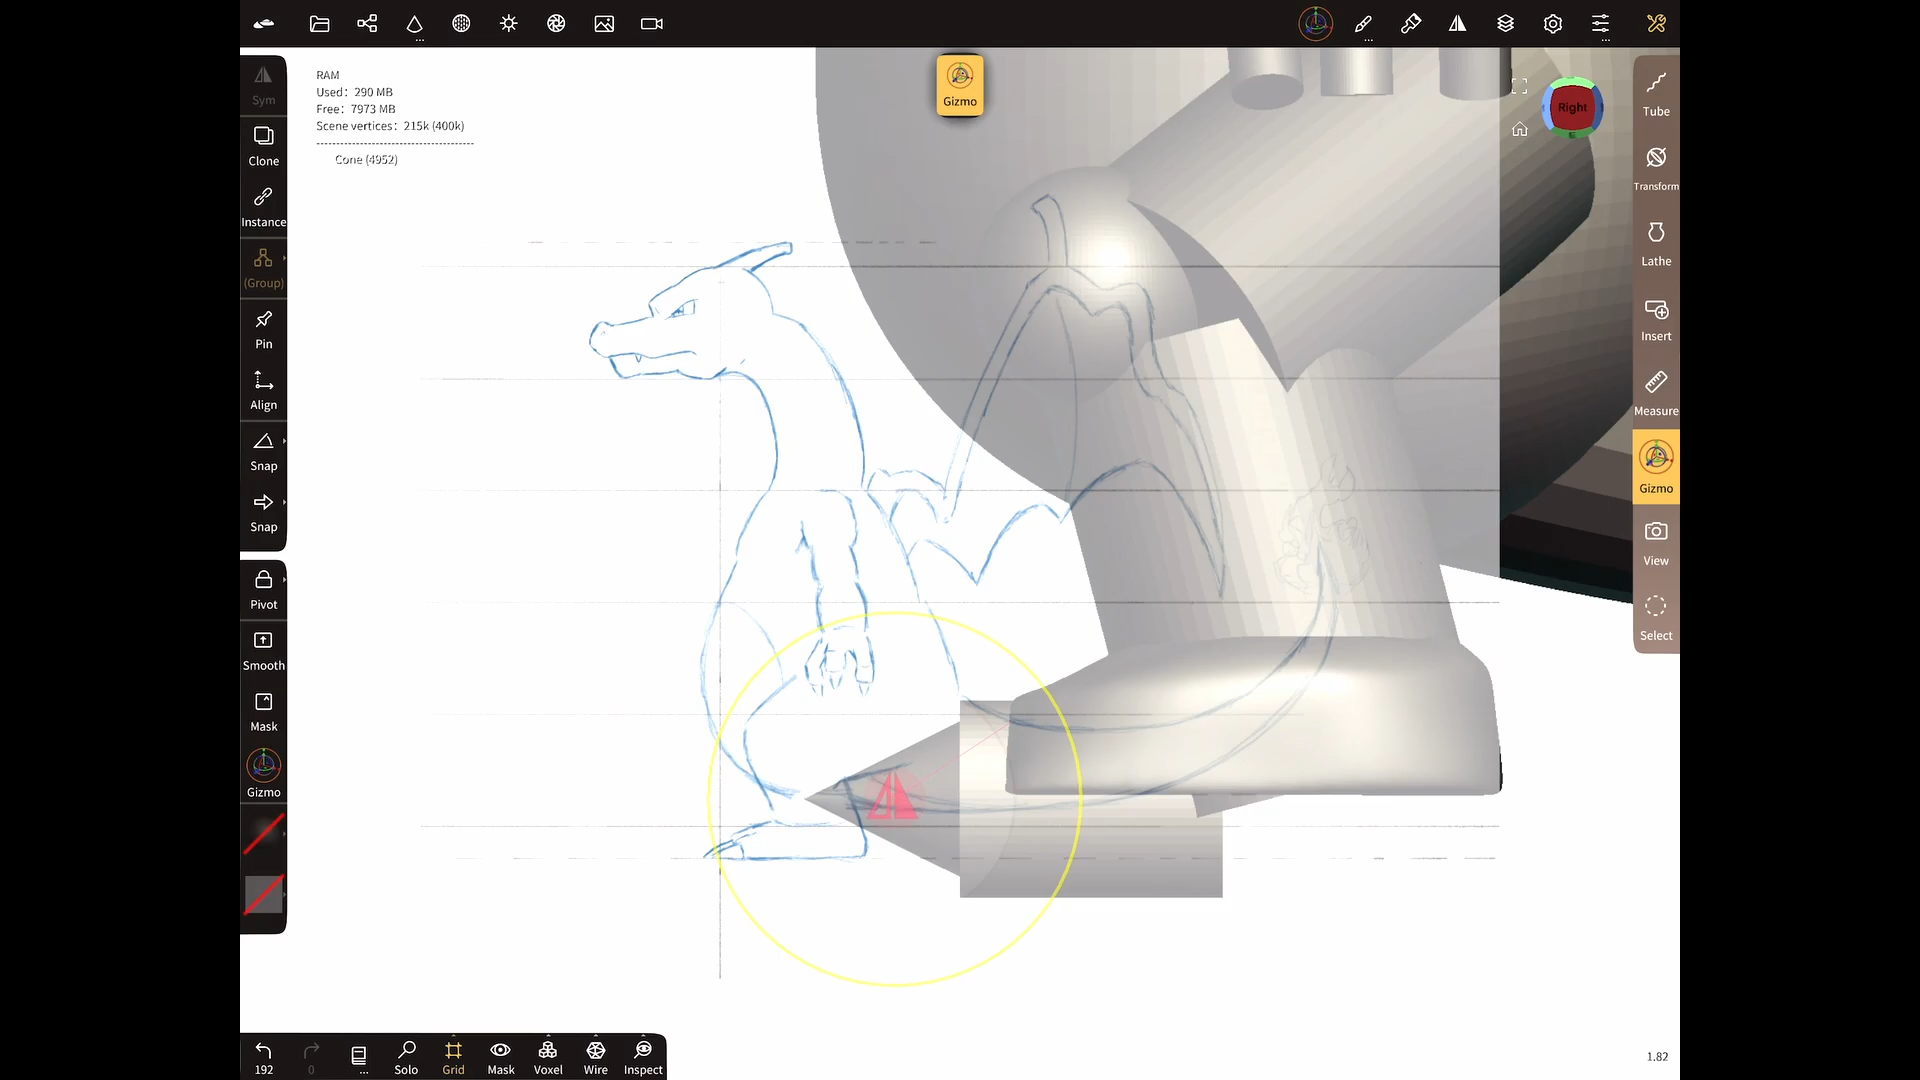 RAM
Used: 290 MB
Free: 7973 MB
Scene vertices: 215k (400k)
Cone (4952)
Gizmo
Right
Sym
Clone
Instance
(Group)
Pin
Align
Snap
Snap
Pivot
Smooth
Mask
Gizmo
Tube
Transform
Lathe
Insert
Measure
Gizmo
View
Select
192
0
...
Solo
Grid
Mask
Voxel
Wire
Inspect
1.82